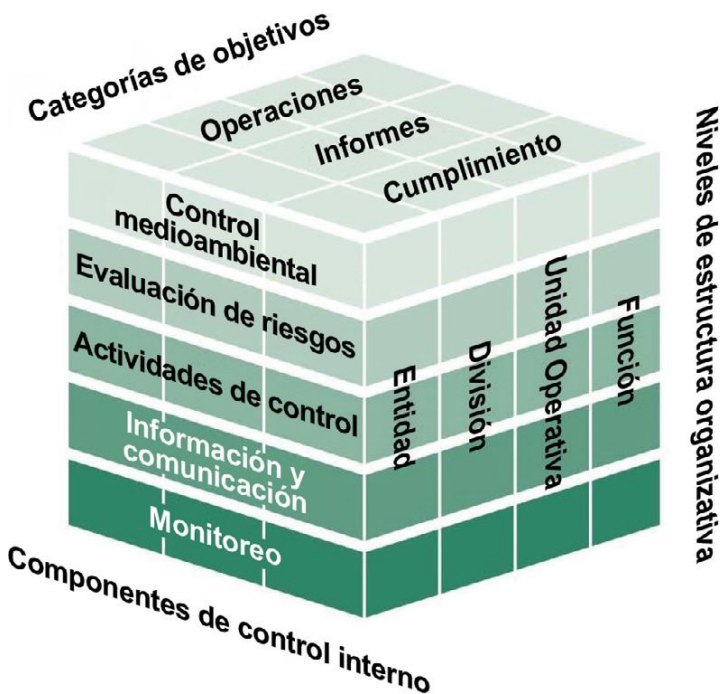 Categorías de objetivos
Operaciones
Informes
Cumplimiento
Control
medioambiental
Evaluación de riesgos
Actividades de control
Información y
comunicación
Monitoreo
Componentes de control interno
Entidad
División
Unidad Operativa
Función
Niveles de estructura organizativa